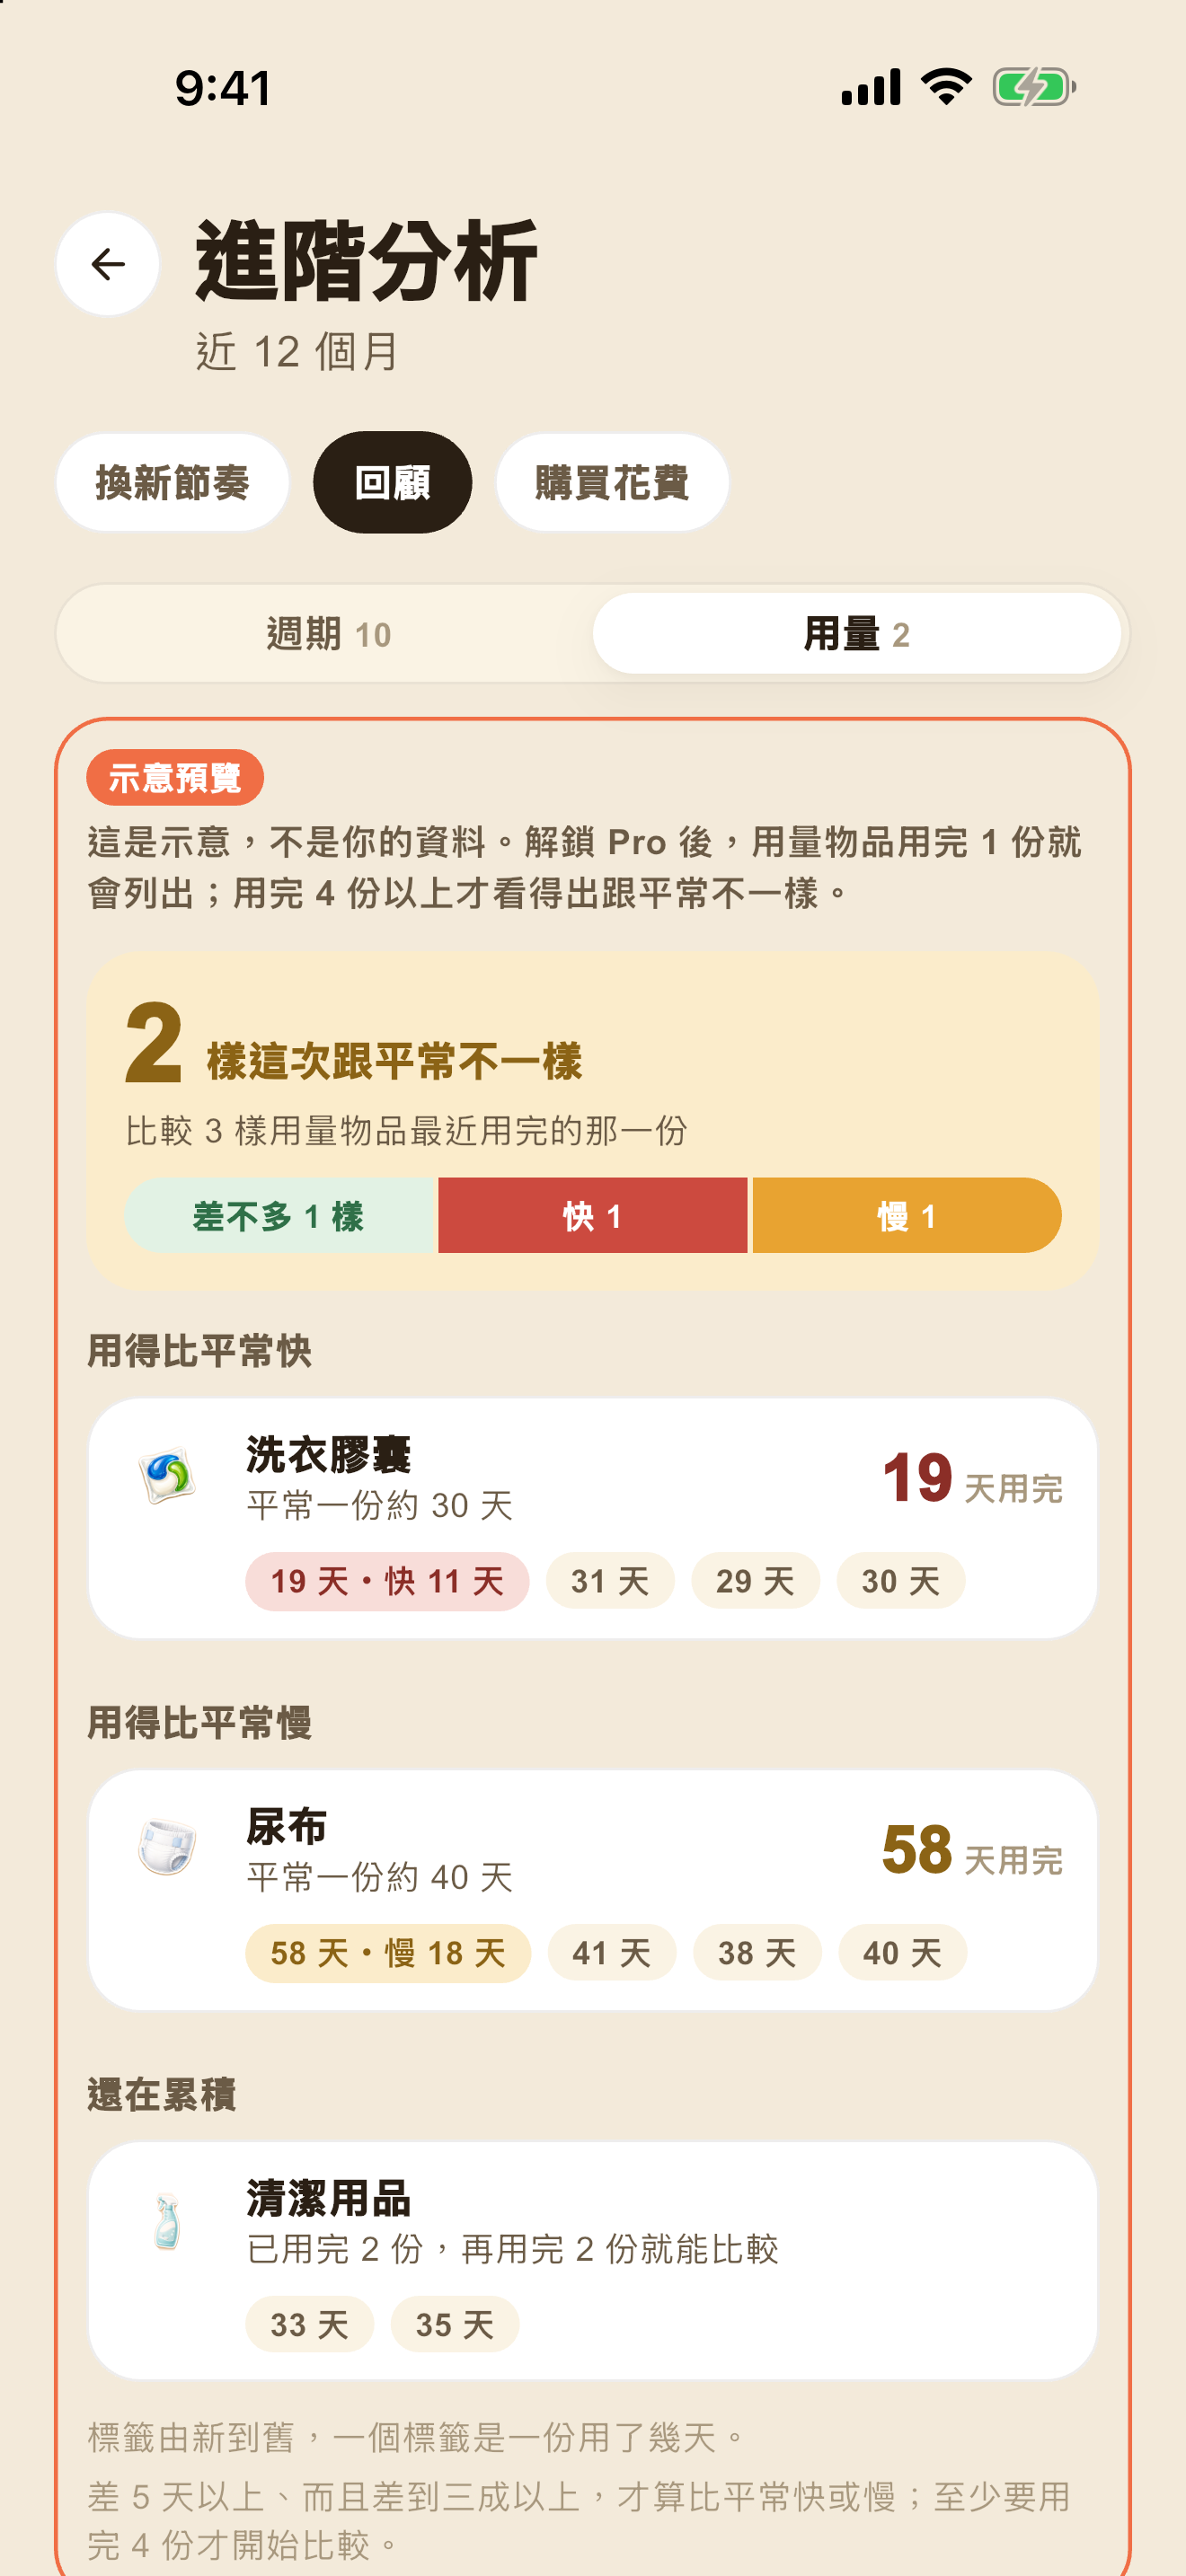 9:41
進階分析
近 12 個月
換新節奏 回顧 購買花費
週期 10 用量 2
示意預覽
這是示意，不是你的資料。解鎖 Pro 後，用量物品用完 1 份就
會列出；用完 4 份以上才看得出跟平常不一樣。
2 樣這次跟平常不一樣
比較 3 樣用量物品最近用完的那一份
差不多 1 樣 快 1 慢 1
用得比平常快
洗衣膠囊
平常一份約 30 天
19 天用完
19 天・快 11 天 31 天 29 天 30 天
用得比平常慢
尿布
平常一份約 40 天
58 天用完
58 天・慢 18 天 41 天 38 天 40 天
還在累積
清潔用品
已用完 2 份，再用完 2 份就能比較
33 天 35 天
標籤由新到舊，一個標籤是一份用了幾天。
差 5 天以上、而且差到三成以上，才算比平常快或慢；至少要用
完 4 份才開始比較。